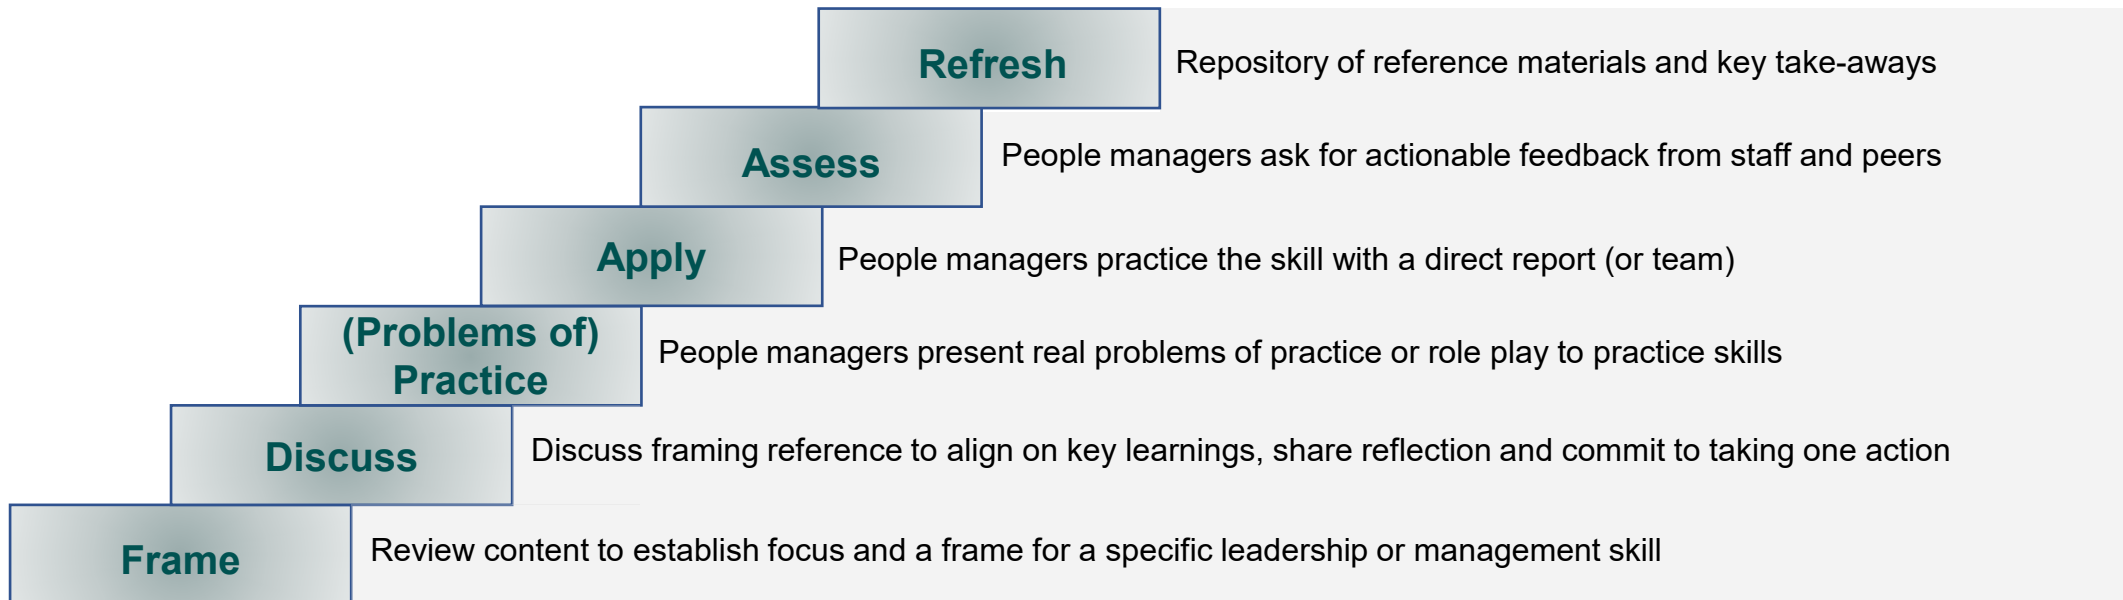 Refresh
Repository of reference materials and key take-aways
Assess
People managers ask for actionable feedback from staff and peers
Apply
People managers practice the skill with a direct report (or team)
(Problems of)
Practice
People managers present real problems of practice or role play to practice skills
Discuss
Discuss framing reference to align on key learnings, share reflection and commit to taking one action
Frame
Review content to establish focus and a frame for a specific leadership or management skill